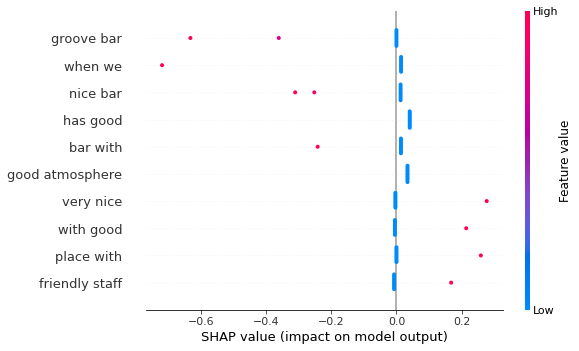 High
groove bar
when we
nice bar
has good
bar with
good atmosphere
very nice
with good
place with
friendly staff
Low
Feature value
−0.6 −0.4 −0.2 0.0 0.2
SHAP value (impact on model output)